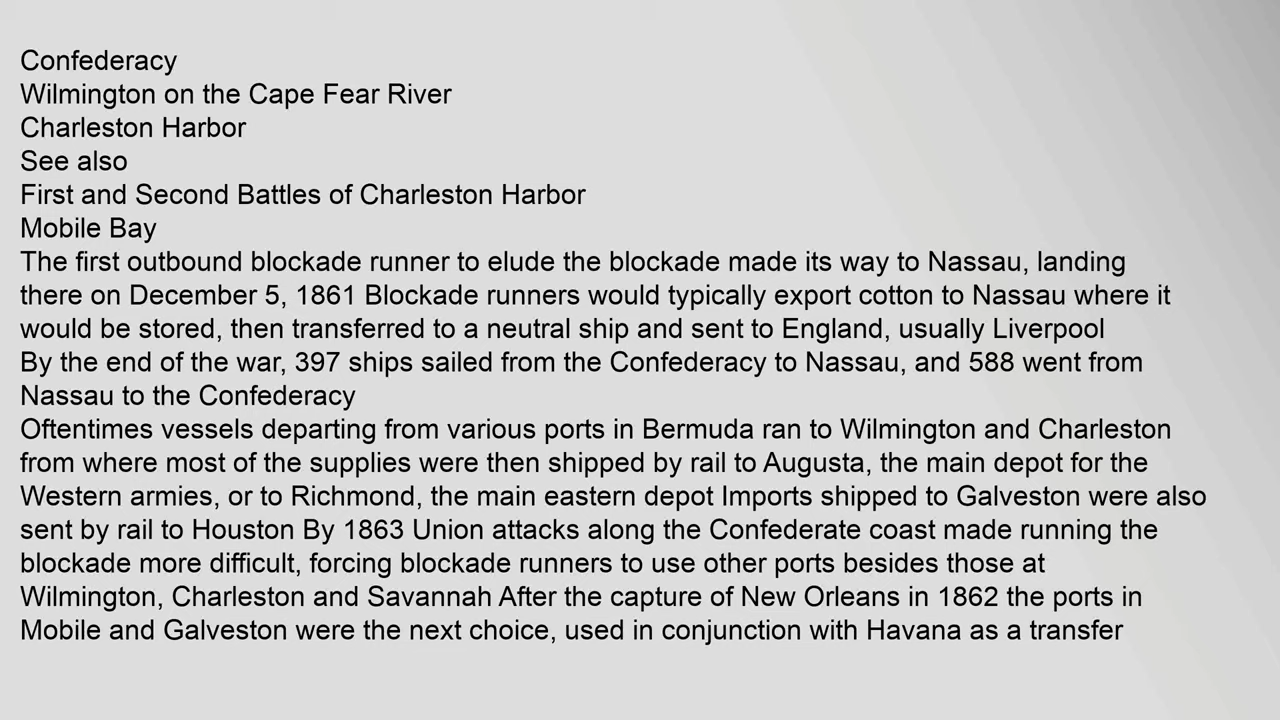 Confederacy
Wilmington on the Cape Fear River
Charleston Harbor
See also
First and Second Battles of Charleston Harbor
Mobile Bay
The first outbound blockade runner to elude the blockade made its way to Nassau, landing
there on December 5, 1861 Blockade runners would typically export cotton to Nassau where it
would be stored, then transferred to a neutral ship and sent to England, usually Liverpool
By the end of the war, 397 ships sailed from the Confederacy to Nassau, and 588 went from
Nassau to the Confederacy
Oftentimes vessels departing from various ports in Bermuda ran to Wilmington and Charleston
from where most of the supplies were then shipped by rail to Augusta, the main depot for the
Western armies, or to Richmond, the main eastern depot Imports shipped to Galveston were also
sent by rail to Houston By 1863 Union attacks along the Confederate coast made running the
blockade more difficult, forcing blockade runners to use other ports besides those at
Wilmington, Charleston and Savannah After the capture of New Orleans in 1862 the ports in
Mobile and Galveston were the next choice, used in conjunction with Havana as a transfer